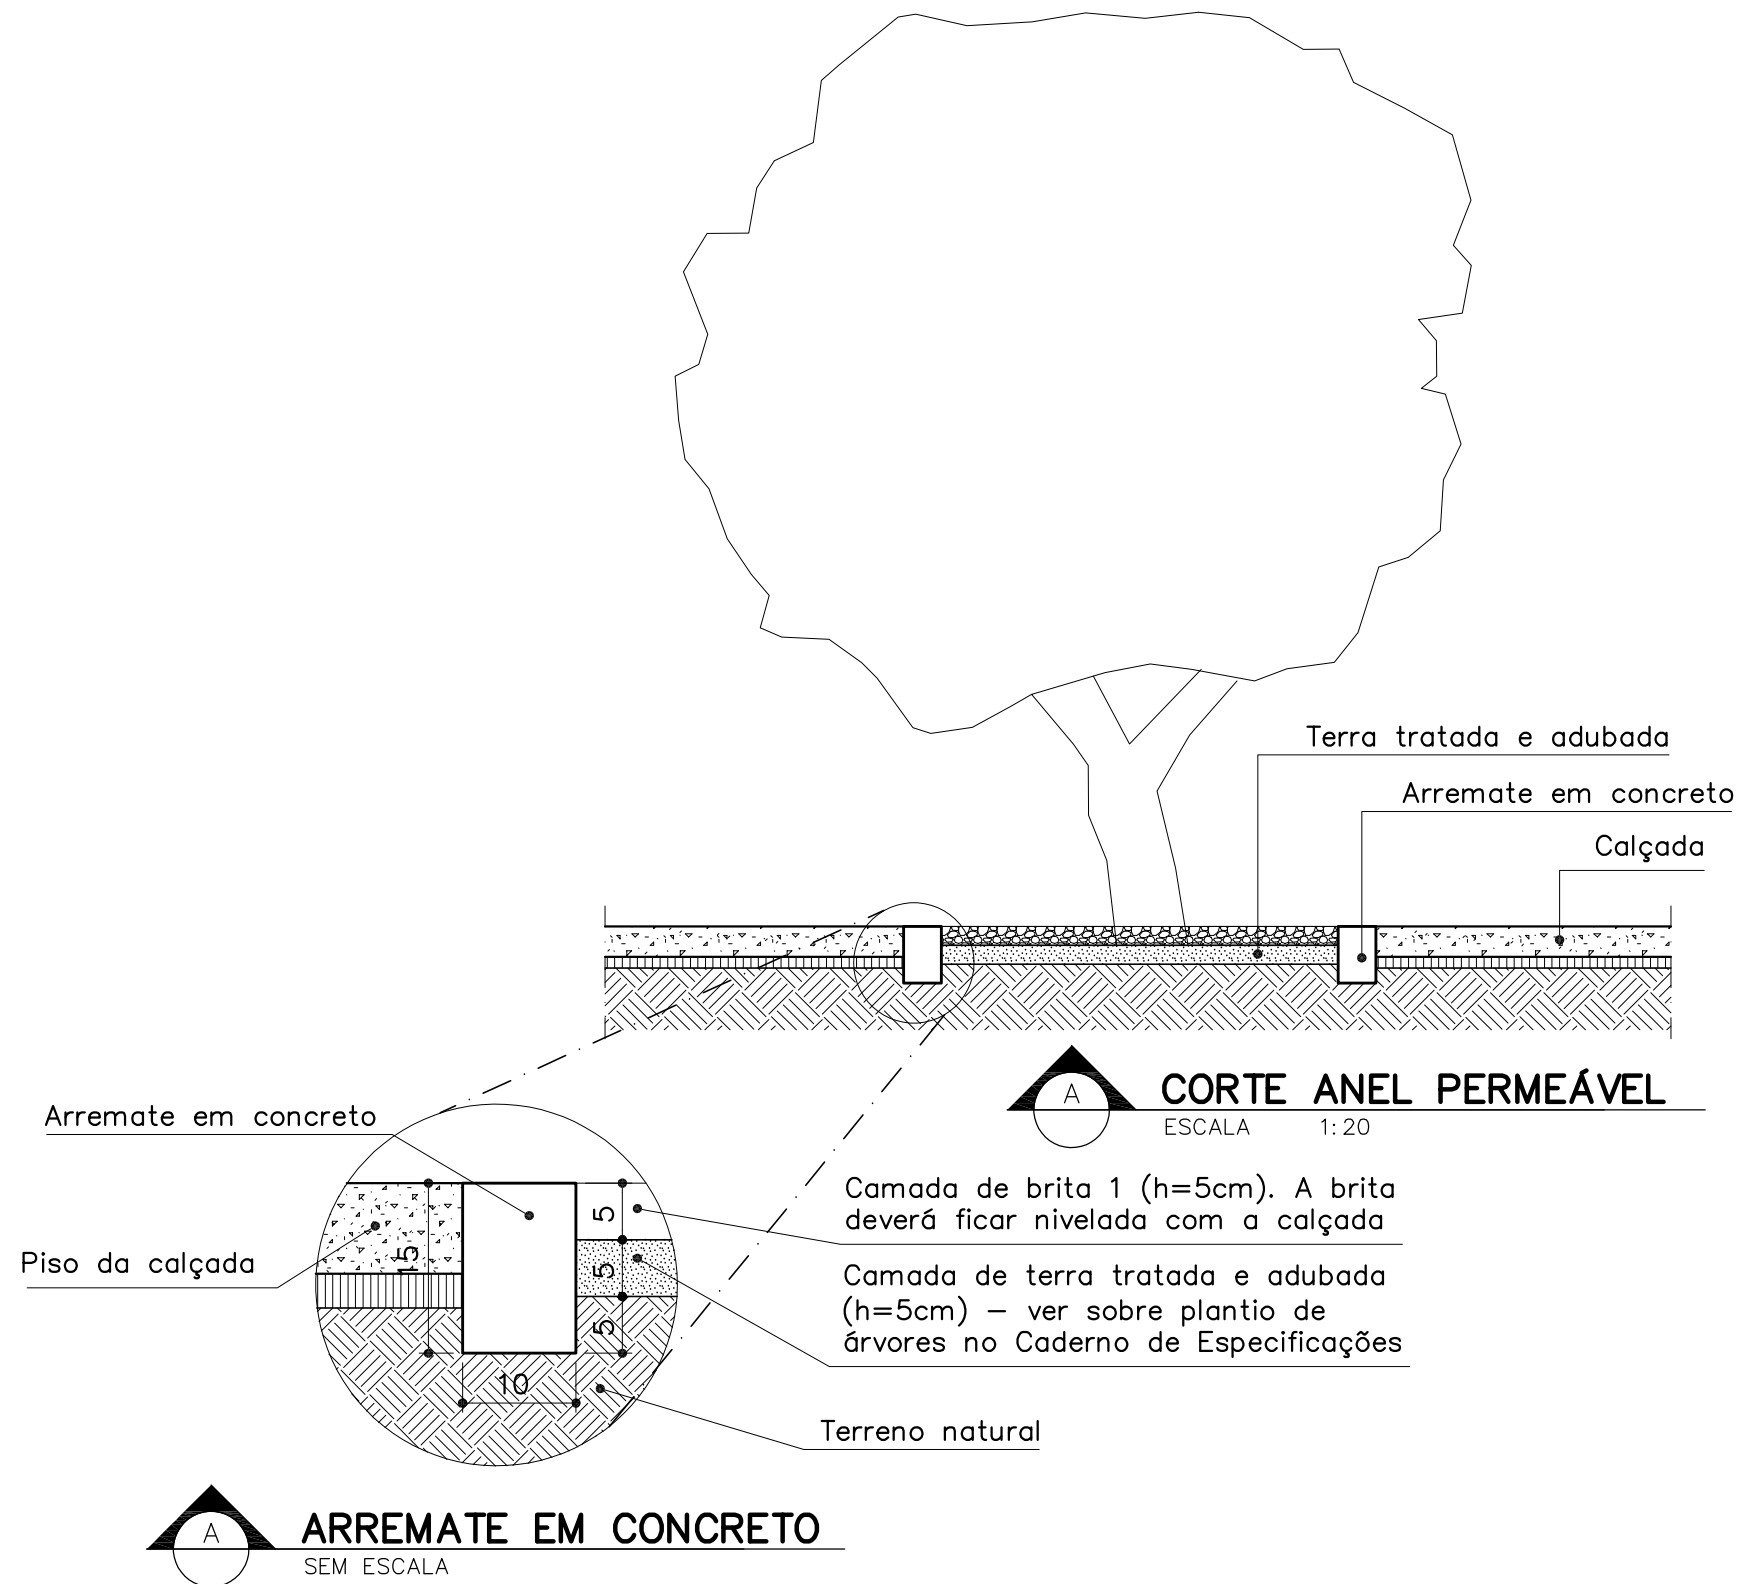 Terra tratada e adubada
Arremate em concreto
Calçada
A
CORTE ANEL PERMEÁVEL
ESCALA 1:20
Arremate em concreto
Piso da calçada
15
5
5
5
10
Camada de brita 1 (h=5cm). A brita
deverá ficar nivelada com a calçada
Camada de terra tratada e adubada
(h=5cm) – ver sobre plantio de
árvores no Caderno de Especificações
Terreno natural
A
ARREMATE EM CONCRETO
SEM ESCALA